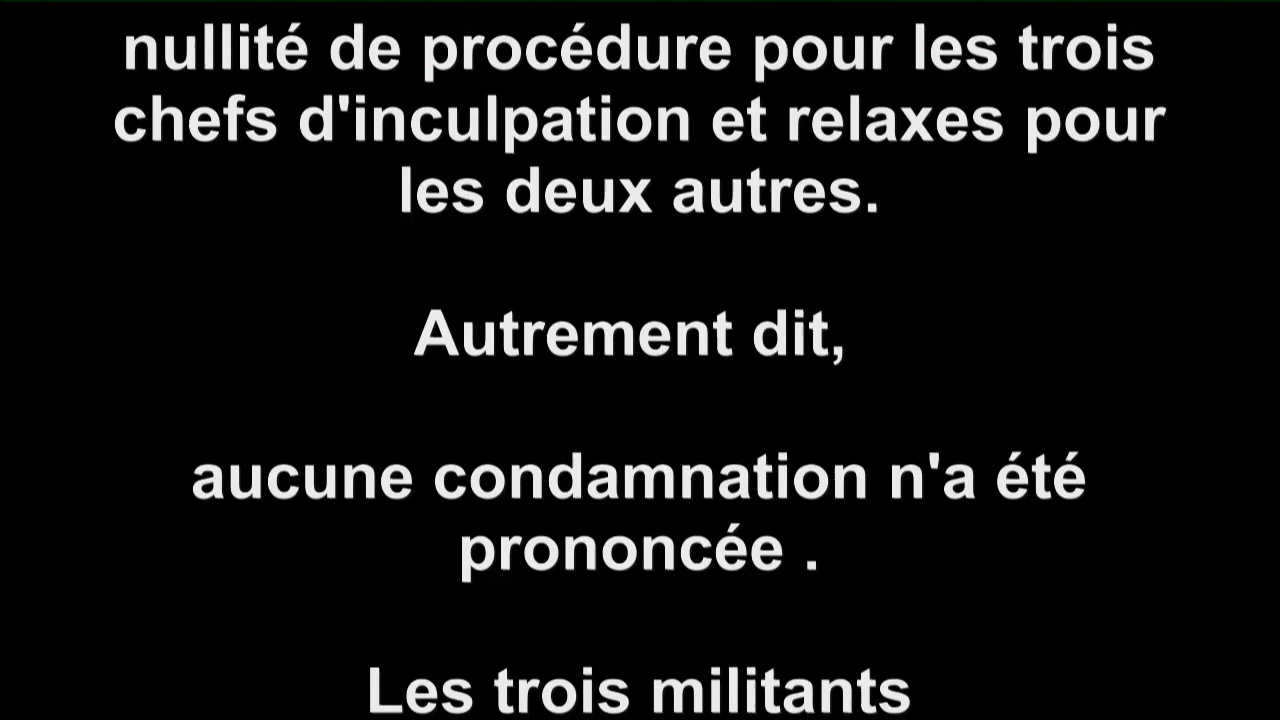 nullité de procédure pour les trois
chefs d'inculpation et relaxes pour
les deux autres.
Autrement dit,
aucune condamnation n'a été
prononcée .
Les trois militants